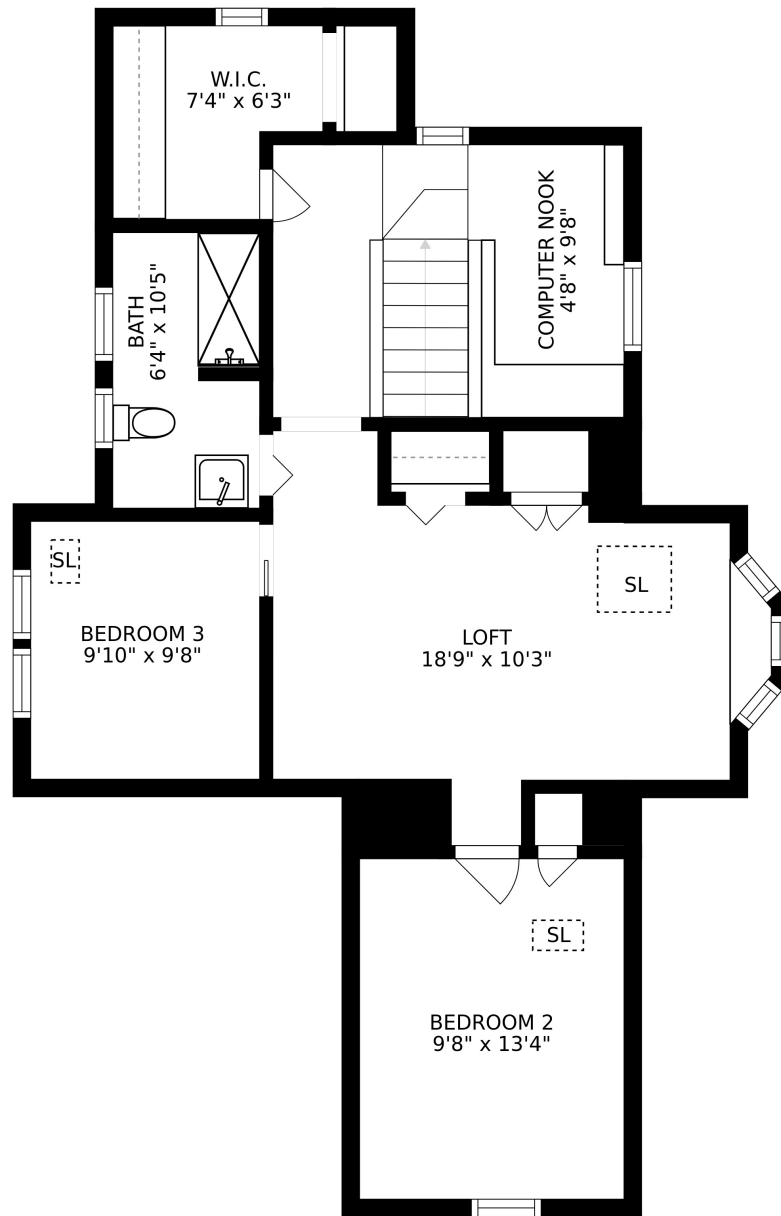 W.I.C.
7'4" x 6'3"
COMPUTER NOOK
4'8" x 9'8"
BATH
6'4" x 10'5"
SL
BEDROOM 3
9'10" x 9'8"
SL
LOFT
18'9" x 10'3"
SL
BEDROOM 2
9'8" x 13'4"